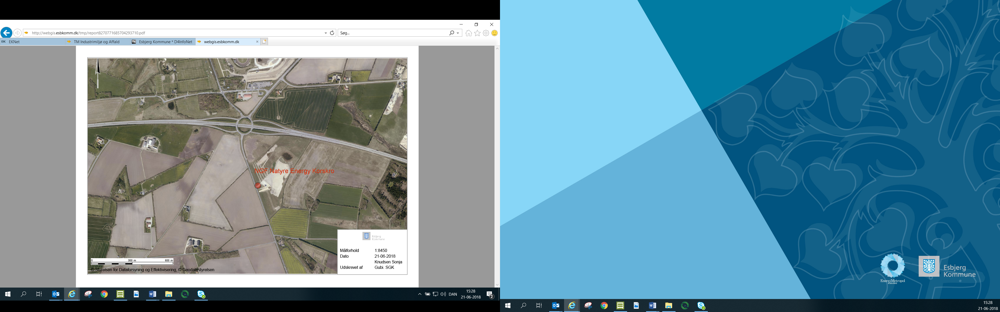 http://webgis.esbkomm.dk/tmp/report8270771685704293710.pdf
Søg...
EK EKNet
TM Industrimiljø og Affald
D4 Esbjerg Kommune * D4InfoNet
webgis.esbkomm.dk
NGF Natyre Energy Korskro
Esbjerg
Kommune
Målforhold 1:8450
Dato 21-06-2018
Knudsen Sonja
Udskrevet af Gubi. SGK
0 300 m 600 m
© Styrelsen for Dataforsyning og Effektivisering, © Geodatastyrelsen
DAN
15:28
21-06-2018
2
EnergiMetropol
ESBJERG
Esbjerg
Kommune
15:28
21-06-2018